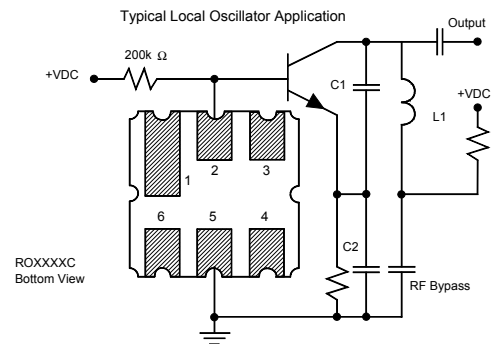 Typical Local Oscillator Application
Output
200k Ω
+VDC
C1
+VDC
L1
1
2
3
6
5
4
C2
ROXXXXC
Bottom View
RF Bypass